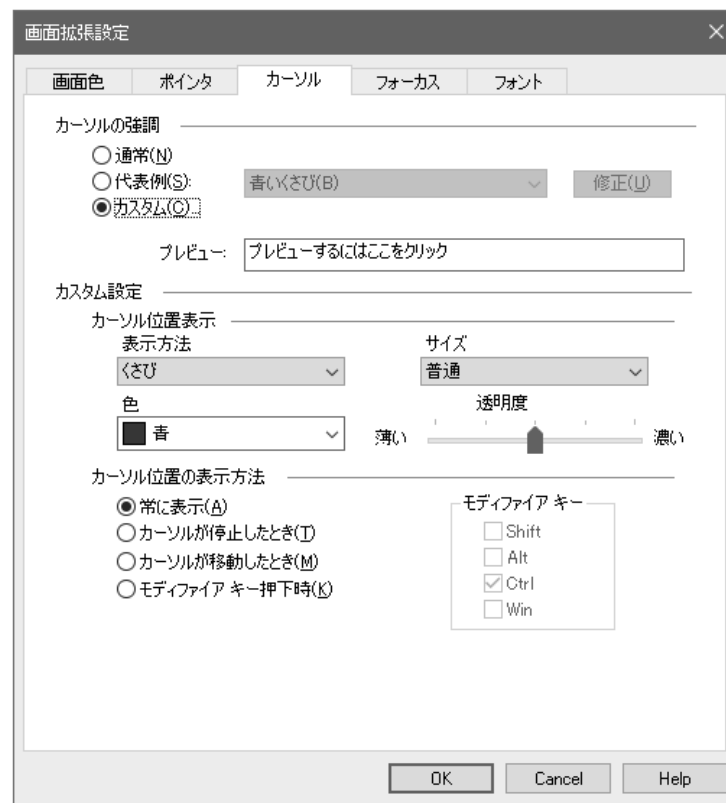 画面拡張設定
画面色 ポインタ カーソル フォーカス フォント
カーソルの強調
通常(N)
代表例(S): 青いくさび(B) 修正(U)
カスタム(C)...
プレビュー: プレビューするにはここをクリック
カスタム設定
カーソル位置表示
表示方法 サイズ
くさび 普通
色 透明度
青 薄い 濃い
カーソル位置の表示方法
常に表示(A) モディファイア キー
カーソルが停止したとき(T) Shift
カーソルが移動したとき(M) Alt
モディファイア キー押下時(K) Ctrl
Win
OK Cancel Help